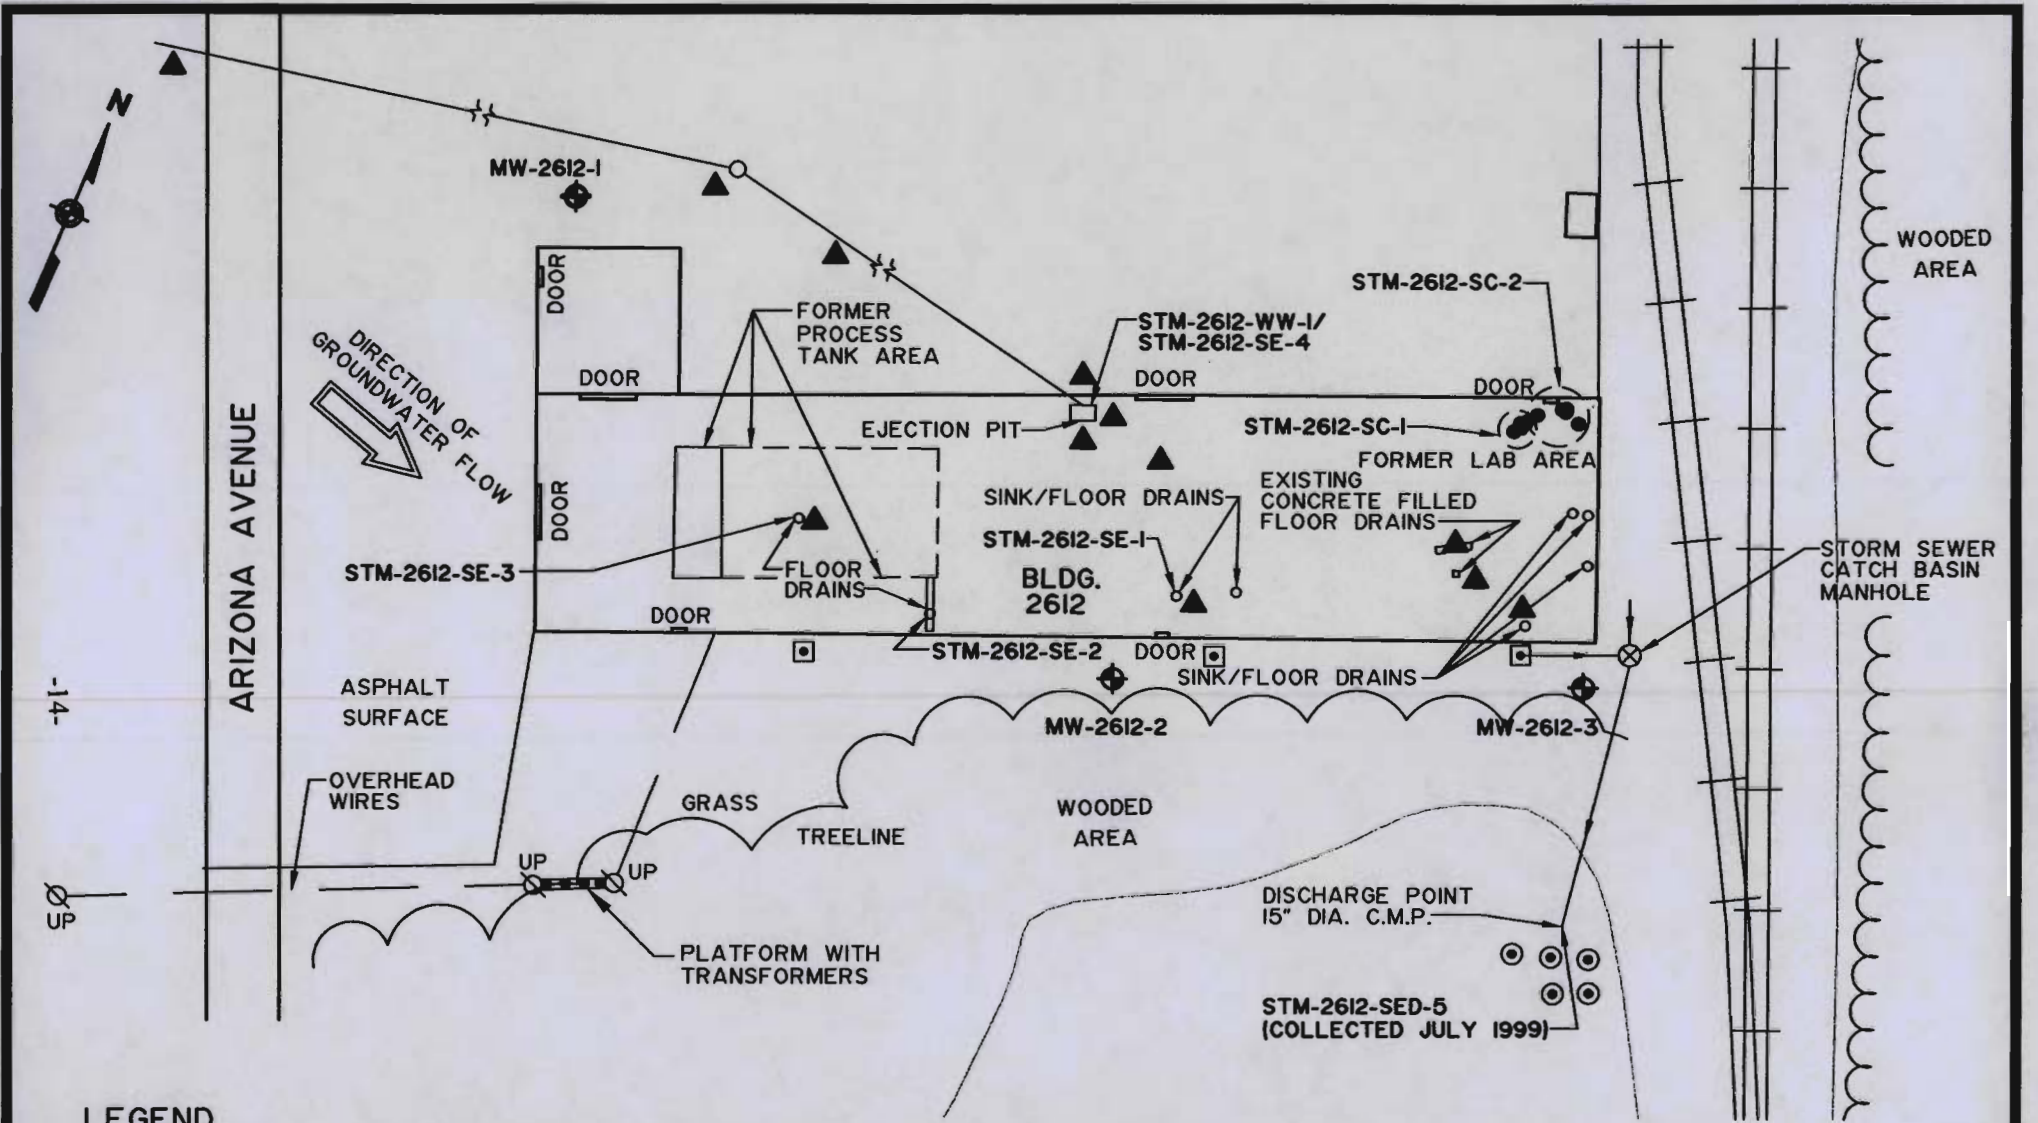 N
MW-2612-1
WOODED
AREA
DOOR
STM-2612-SC-2
FORMER
PROCESS
TANK AREA
STM-2612-WW-1/
STM-2612-SE-4
DIRECTION OF
GROUNDWATER FLOW
DOOR
DOOR
DOOR
EJECTION PIT
STM-2612-SC-1
FORMER LAB AREA
ARIZONA AVENUE
DOOR
SINK/FLOOR DRAINS
EXISTING
CONCRETE FILLED
FLOOR DRAINS
STM-2612-SE-1
STORM SEWER
CATCH BASIN
MANHOLE
STM-2612-SE-3
FLOOR
DRAINS
BLDG.
2612
DOOR
STM-2612-SE-2
DOOR
SINK/FLOOR DRAINS
-14-
ASPHALT
SURFACE
MW-2612-2
MW-2612-3
OVERHEAD
WIRES
GRASS
TREELINE
WOODED
AREA
UP
UP
UP
DISCHARGE POINT
15" DIA. C.M.P.
PLATFORM WITH
TRANSFORMERS
STM-2612-SED-5
(COLLECTED JULY 1999)
LEGEND